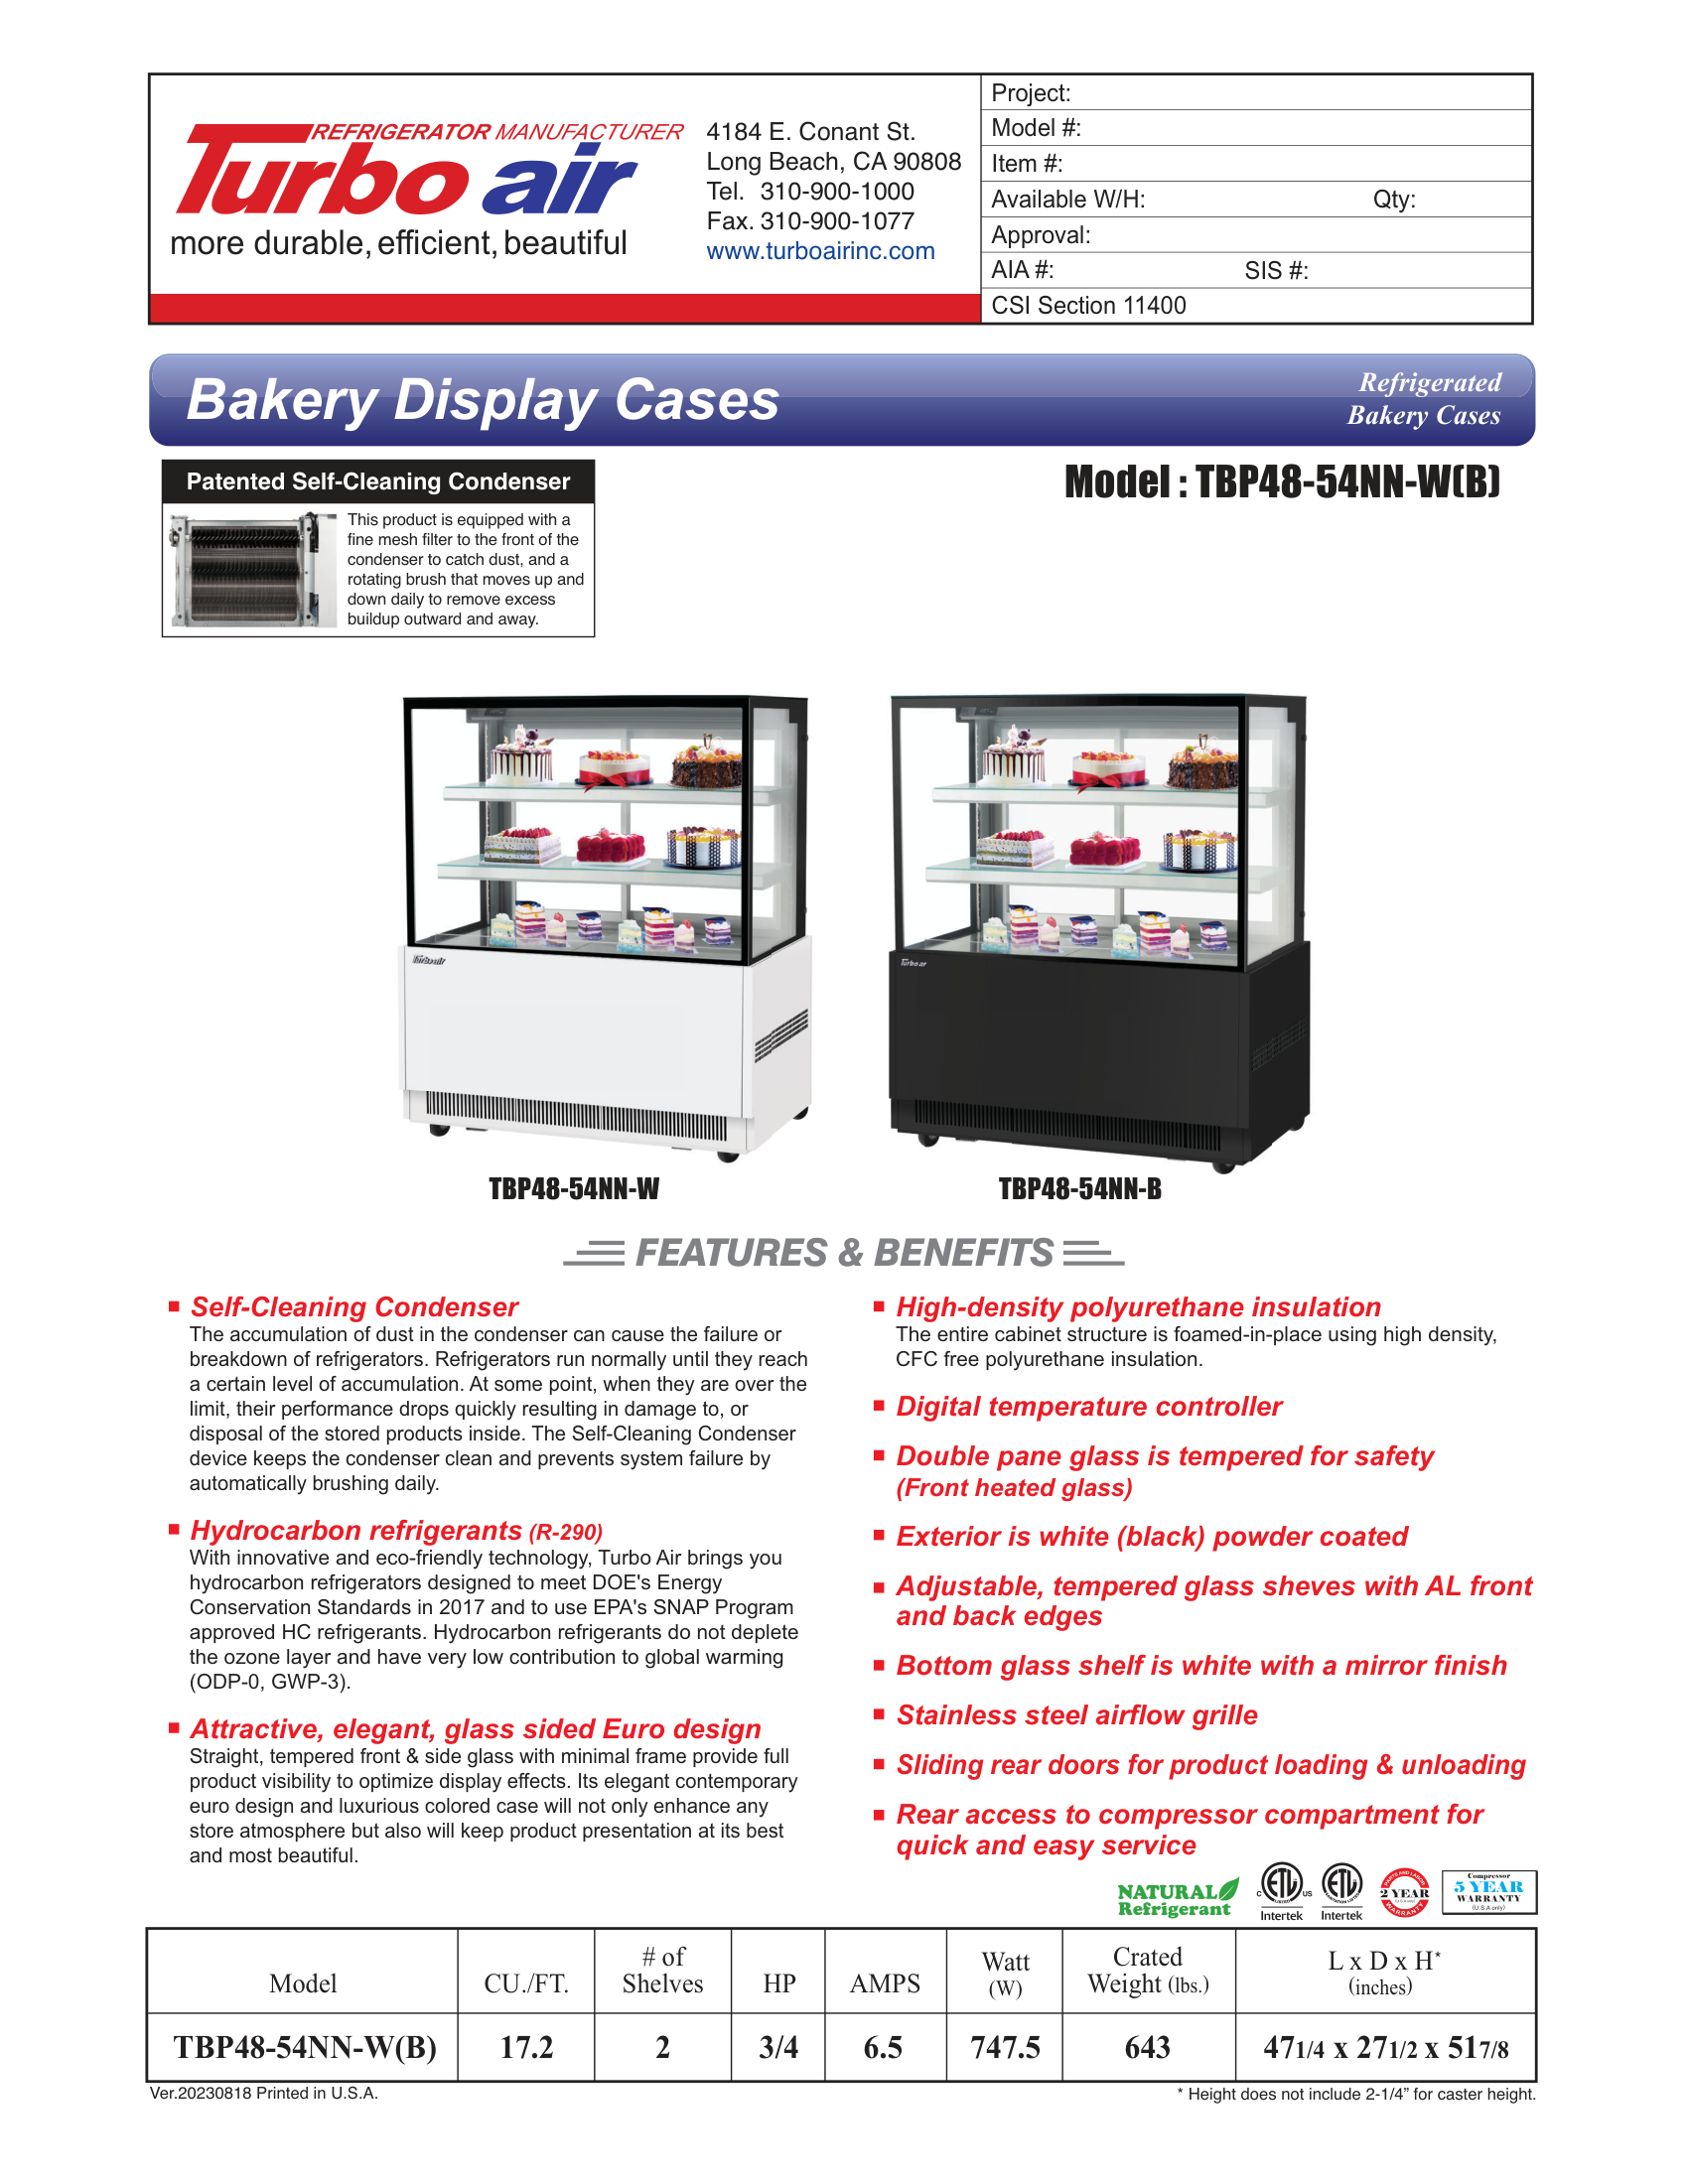 REFRIGERATOR MANUFACTURER
Turbo air
more durable, efficient, beautiful
4184 E. Conant St.
Long Beach, CA 90808
Tel. 310-900-1000
Fax. 310-900-1077
www.turboairinc.com
Project:
Model #:
Item #:
Available W/H: Qty:
Approval:
AIA #: SIS #:
CSI Section 11400
Bakery Display Cases
Refrigerated
Bakery Cases
Patented Self-Cleaning Condenser
This product is equipped with a
fine mesh filter to the front of the
condenser to catch dust, and a
rotating brush that moves up and
down daily to remove excess
buildup outward and away.
Model : TBP48-54NN-W(B)
Turbo air
Turbo air
TBP48-54NN-W
TBP48-54NN-B
FEATURES & BENEFITS
Self-Cleaning Condenser
The accumulation of dust in the condenser can cause the failure or
breakdown of refrigerators. Refrigerators run normally until they reach
a certain level of accumulation. At some point, when they are over the
limit, their performance drops quickly resulting in damage to, or
disposal of the stored products inside. The Self-Cleaning Condenser
device keeps the condenser clean and prevents system failure by
automatically brushing daily.
Hydrocarbon refrigerants (R-290)
With innovative and eco-friendly technology, Turbo Air brings you
hydrocarbon refrigerators designed to meet DOE's Energy
Conservation Standards in 2017 and to use EPA's SNAP Program
approved HC refrigerants. Hydrocarbon refrigerants do not deplete
the ozone layer and have very low contribution to global warming
(ODP-0, GWP-3).
Attractive, elegant, glass sided Euro design
Straight, tempered front & side glass with minimal frame provide full
product visibility to optimize display effects. Its elegant contemporary
euro design and luxurious colored case will not only enhance any
store atmosphere but also will keep product presentation at its best
and most beautiful.
High-density polyurethane insulation
The entire cabinet structure is foamed-in-place using high density,
CFC free polyurethane insulation.
Digital temperature controller
Double pane glass is tempered for safety
(Front heated glass)
Exterior is white (black) powder coated
Adjustable, tempered glass sheves with AL front
and back edges
Bottom glass shelf is white with a mirror finish
Stainless steel airflow grille
Sliding rear doors for product loading & unloading
Rear access to compressor compartment for
quick and easy service
NATURAL
Refrigerant
C ETL US
LISTED
Intertek
ETL
Intertek
PARTS AND LABOR
2 YEAR
(U.S.A only)
WARRANTY
Compressor
5 YEAR
WARRANTY
(U.S.A only)
Model CU./FT. # of Shelves HP AMPS Watt (W) Crated Weight (lbs.) L x D x H* (inches)
TBP48-54NN-W(B) 17.2 2 3/4 6.5 747.5 643 47 1/4 x 27 1/2 x 51 7/8
Ver.20230818 Printed in U.S.A.
* Height does not include 2-1/4” for caster height.